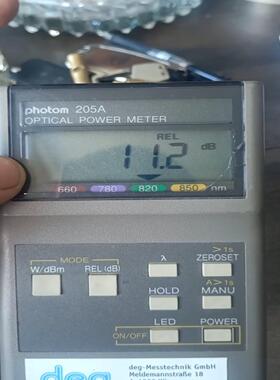 photom 205A
OPTICAL POWER METER
REL
11.2 dB
660 780 820 850 nm
MODE
W/dBm REL(dB)
λ
>1s
ZEROSET
HOLD
A>1s
MANU
LED
POWER
ON/OFF
deg
deg-Messtechnik GmbH
Meldemannstraße 18